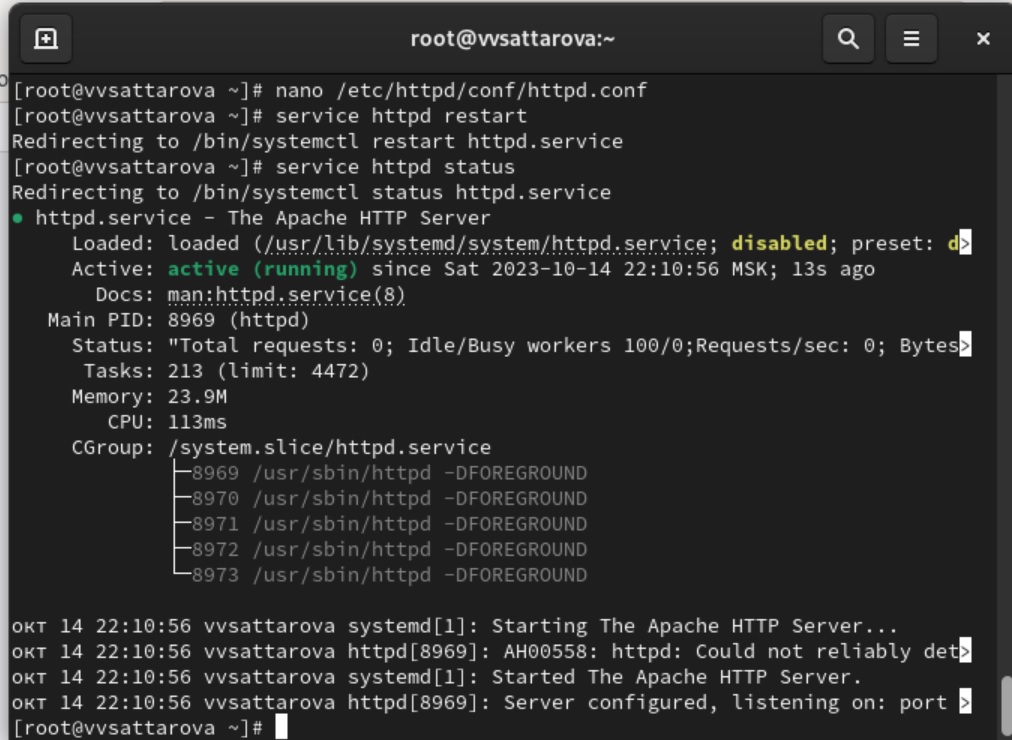 root@vvsattarova:~
[root@vvsattarova ~]# nano /etc/httpd/conf/httpd.conf
[root@vvsattarova ~]# service httpd restart
Redirecting to /bin/systemctl restart httpd.service
[root@vvsattarova ~]# service httpd status
Redirecting to /bin/systemctl status httpd.service
● httpd.service - The Apache HTTP Server
Loaded: loaded (/usr/lib/systemd/system/httpd.service; disabled; preset: d>
Active: active (running) since Sat 2023-10-14 22:10:56 MSK; 13s ago
Docs: man:httpd.service(8)
Main PID: 8969 (httpd)
Status: "Total requests: 0; Idle/Busy workers 100/0;Requests/sec: 0; Bytes>
Tasks: 213 (limit: 4472)
Memory: 23.9M
CPU: 113ms
CGroup: /system.slice/httpd.service
├─8969 /usr/sbin/httpd -DFOREGROUND
├─8970 /usr/sbin/httpd -DFOREGROUND
├─8971 /usr/sbin/httpd -DFOREGROUND
├─8972 /usr/sbin/httpd -DFOREGROUND
└─8973 /usr/sbin/httpd -DFOREGROUND
окт 14 22:10:56 vvsattarova systemd[1]: Starting The Apache HTTP Server...
окт 14 22:10:56 vvsattarova httpd[8969]: AH00558: httpd: Could not reliably det>
окт 14 22:10:56 vvsattarova systemd[1]: Started The Apache HTTP Server.
окт 14 22:10:56 vvsattarova httpd[8969]: Server configured, listening on: port >
[root@vvsattarova ~]#